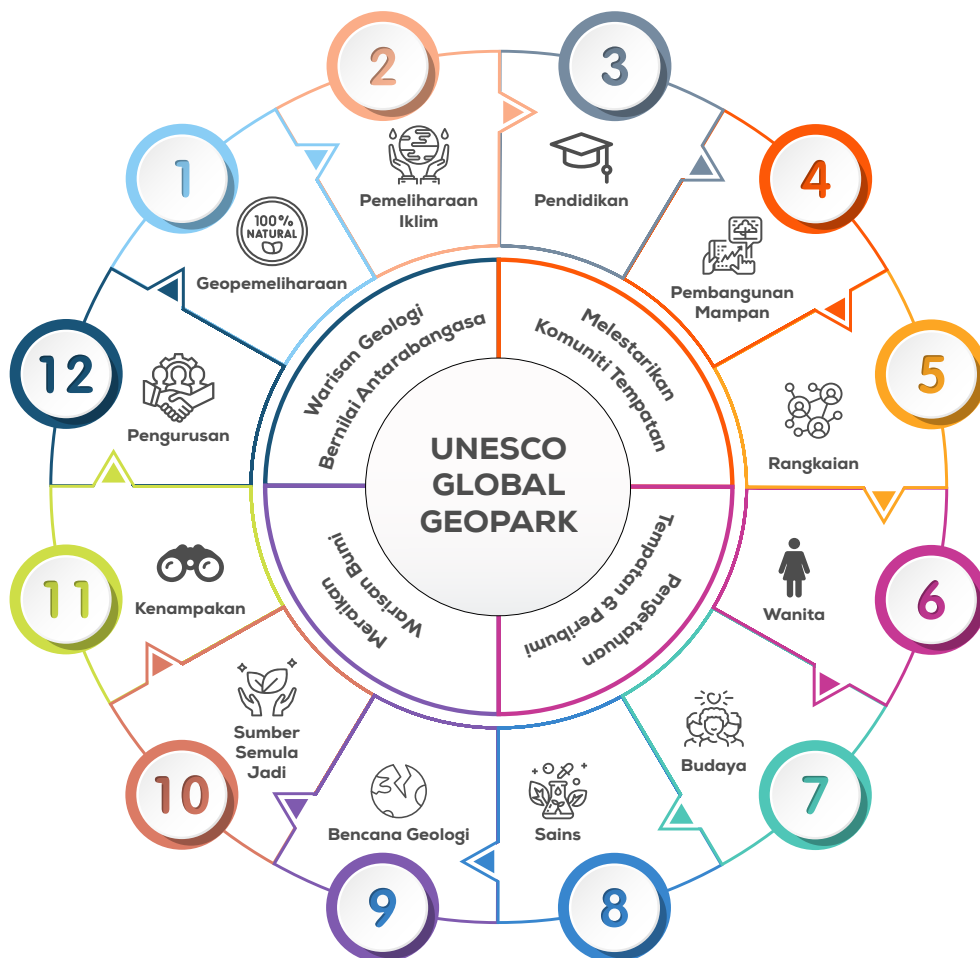 UNESCO
GLOBAL
GEOPARK
Warisan Geologi
Bernilai Antarabangasa
Melestarikan
Komuniti Tempatan
Pengetahuan
Tempatan & Peribumi
Meraikan
Warisan Bumi
1
100%
NATURAL
Geopemeliharaan
2
Pemeliharaan
Iklim
3
Pendidikan
4
Pembangunan
Mampan
5
Rangkaian
6
Wanita
7
Budaya
8
Sains
9
Bencana Geologi
10
Sumber
Semula
Jadi
11
Kenampakan
12
Pengurusan